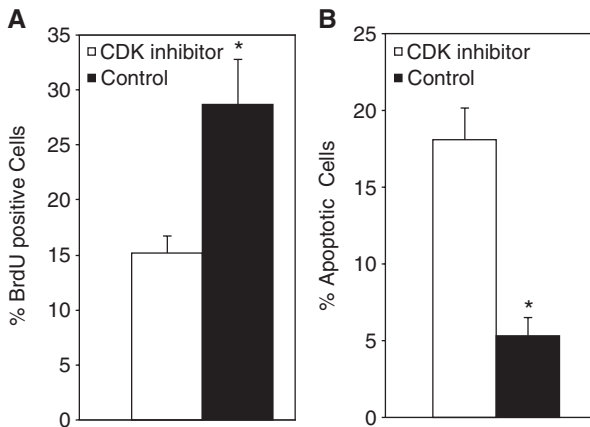 A
% BrdU positive Cells
35
30
25
20
15
10
5
0
CDK inhibitor
Control
*
B
% Apoptotic Cells
25
20
15
10
5
0
CDK inhibitor
Control
*